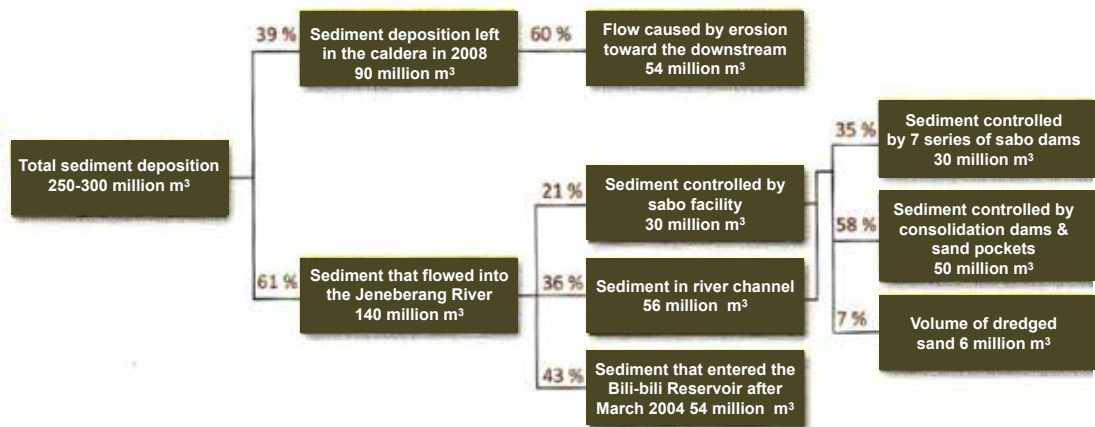 Total sediment deposition
250-300 million m³
39 %
Sediment deposition left
in the caldera in 2008
90 million m³
60 %
Flow caused by erosion
toward the downstream
54 million m³
61 %
Sediment that flowed into
the Jeneberang River
140 million m³
21 %
Sediment controlled by
sabo facility
30 million m³
36 %
Sediment in river channel
56 million m³
43 %
Sediment that entered the
Bili-bili Reservoir after
March 2004 54 million m³
35 %
Sediment controlled
by 7 series of sabo dams
30 million m³
58 %
Sediment controlled by
consolidation dams &
sand pockets
50 million m³
7 %
Volume of dredged
sand 6 million m³